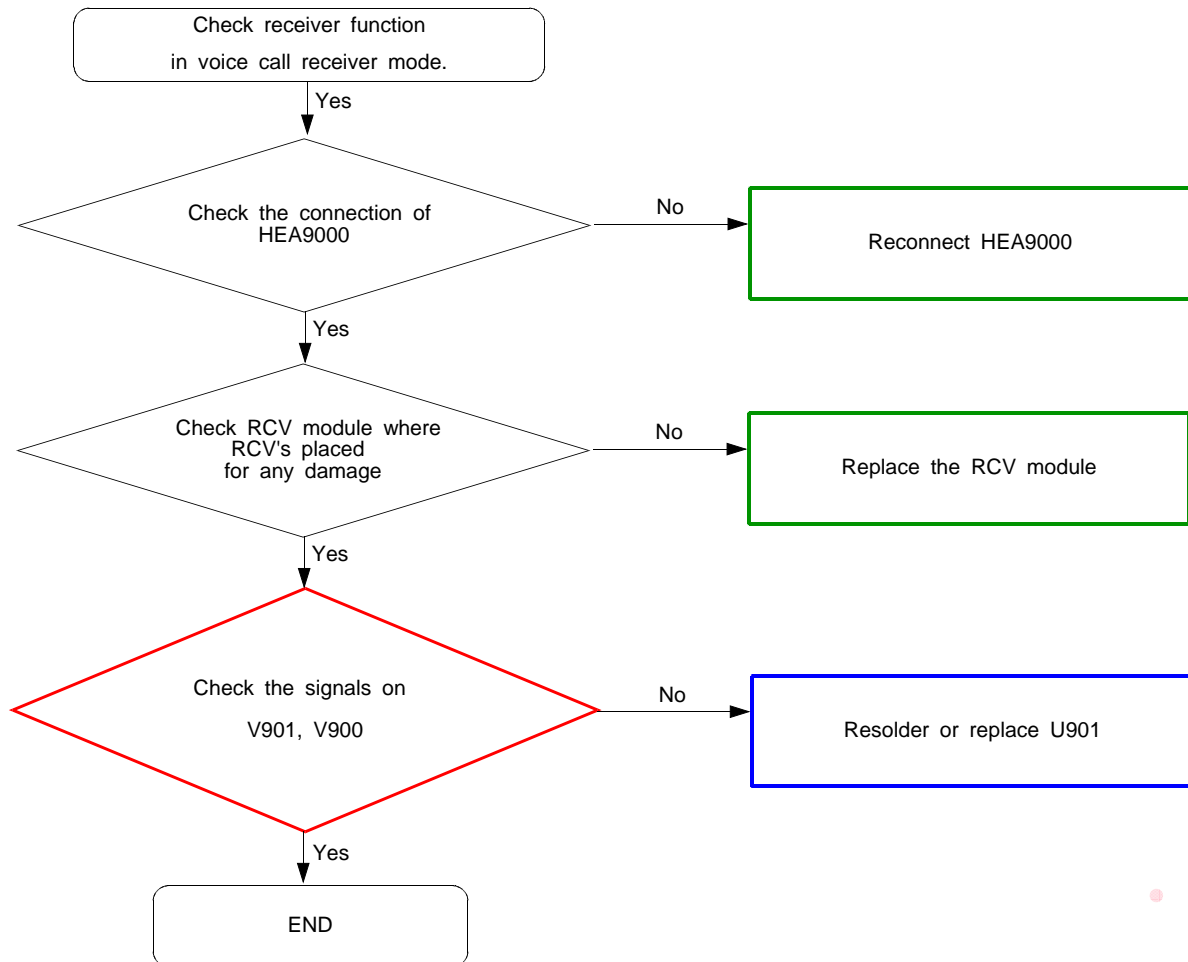 Check receiver function
in voice call receiver mode.
Yes
Check the connection of
HEA9000
No
Reconnect HEA9000
Yes
Check RCV module where
RCV's placed
for any damage
No
Replace the RCV module
Yes
Check the signals on
V901, V900
No
Resolder or replace U901
Yes
END